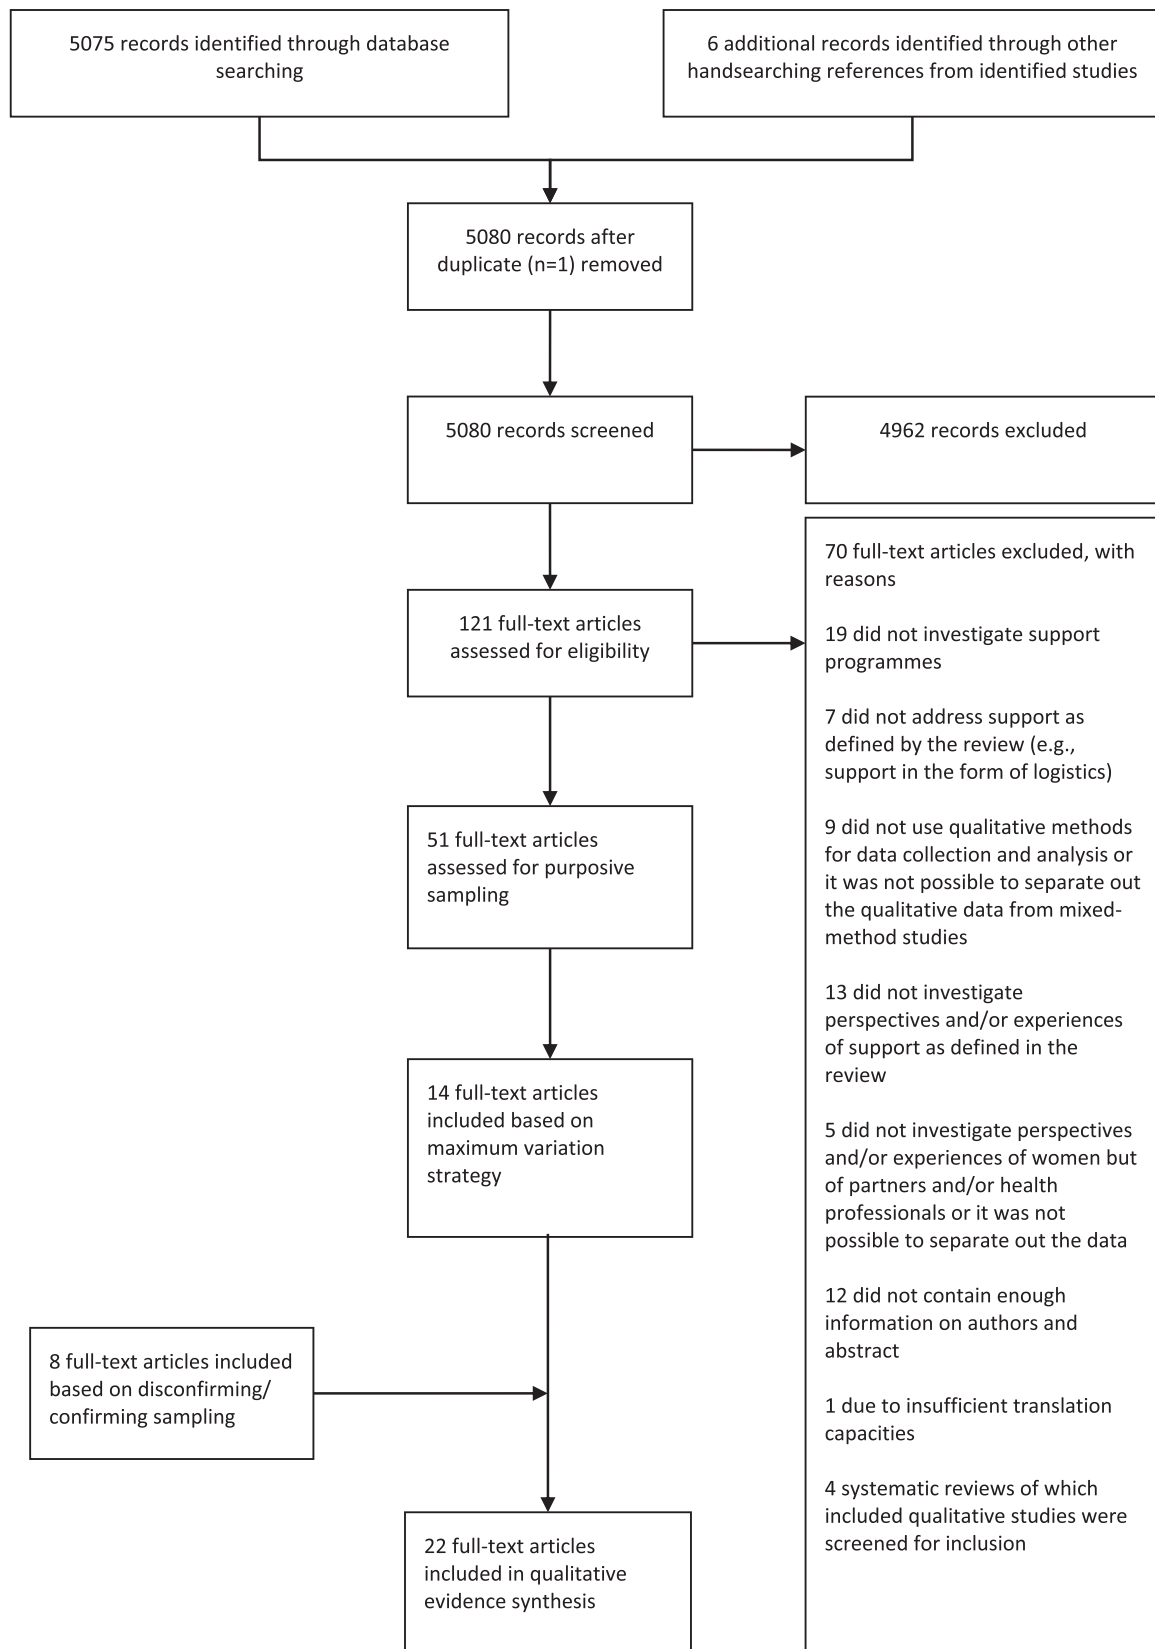 5075 records identified through database
searching
6 additional records identified through other
handsearching references from identified studies
5080 records after
duplicate (n=1) removed
5080 records screened
4962 records excluded
121 full-text articles
assessed for eligibility
70 full-text articles excluded, with
reasons
19 did not investigate support
programmes
7 did not address support as
defined by the review (e.g.,
support in the form of logistics)
9 did not use qualitative methods
for data collection and analysis or
it was not possible to separate out
the qualitative data from mixed-
method studies
13 did not investigate
perspectives and/or experiences
of support as defined in the
review
5 did not investigate perspectives
and/or experiences of women but
of partners and/or health
professionals or it was not
possible to separate out the data
12 did not contain enough
information on authors and
abstract
1 due to insufficient translation
capacities
4 systematic reviews of which
included qualitative studies were
screened for inclusion
51 full-text articles
assessed for purposive
sampling
14 full-text articles
included based on
maximum variation
strategy
8 full-text articles included
based on disconfirming/
confirming sampling
22 full-text articles
included in qualitative
evidence synthesis